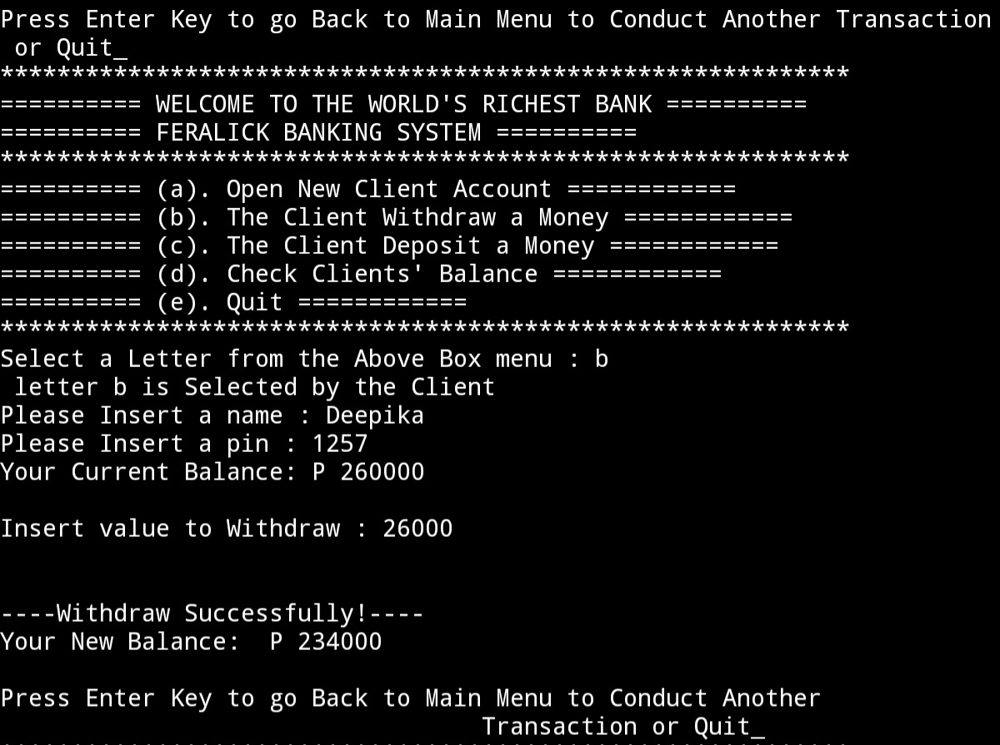 Press Enter Key to go Back to Main Menu to Conduct Another Transaction
 or Quit_
************************************************************
========== WELCOME TO THE WORLD'S RICHEST BANK ==========
========== FERALICK BANKING SYSTEM ==========
************************************************************
========== (a). Open New Client Account ============
========== (b). The Client Withdraw a Money ============
========== (c). The Client Deposit a Money ============
========== (d). Check Clients' Balance ============
========== (e). Quit ============
************************************************************
Select a Letter from the Above Box menu : b
 letter b is Selected by the Client
Please Insert a name : Deepika
Please Insert a pin : 1257
Your Current Balance: P 260000
Insert value to Withdraw : 26000
----Withdraw Successfully!----
Your New Balance:  P 234000
Press Enter Key to go Back to Main Menu to Conduct Another
                                  Transaction or Quit_